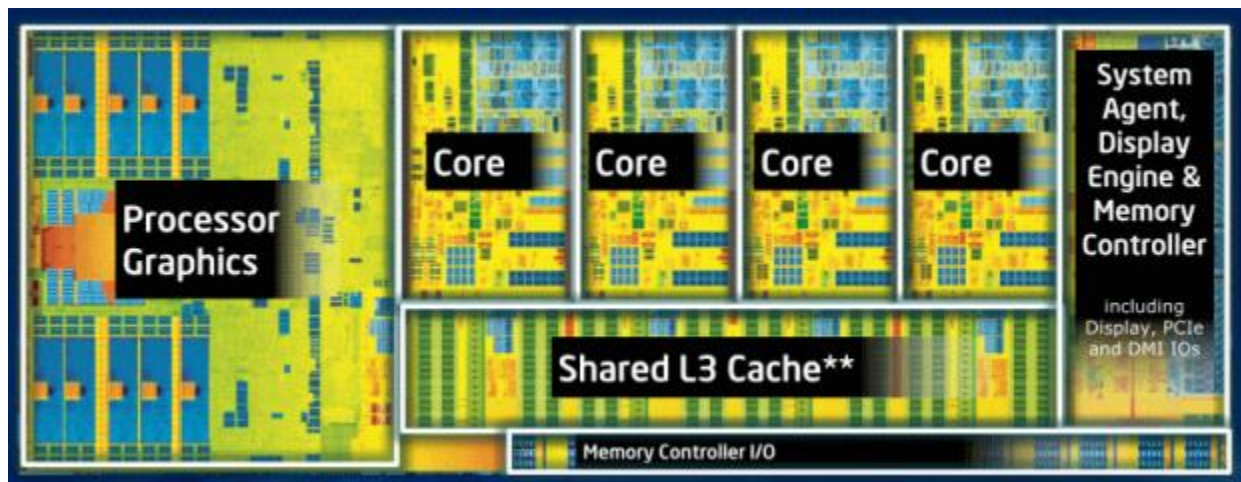 Processor
Graphics
Core
Core
Core
Core
System
Agent,
Display
Engine &
Memory
Controller
including
Display, PCIe
and DMI IOs
Shared L3 Cache**
Memory Controller I/O